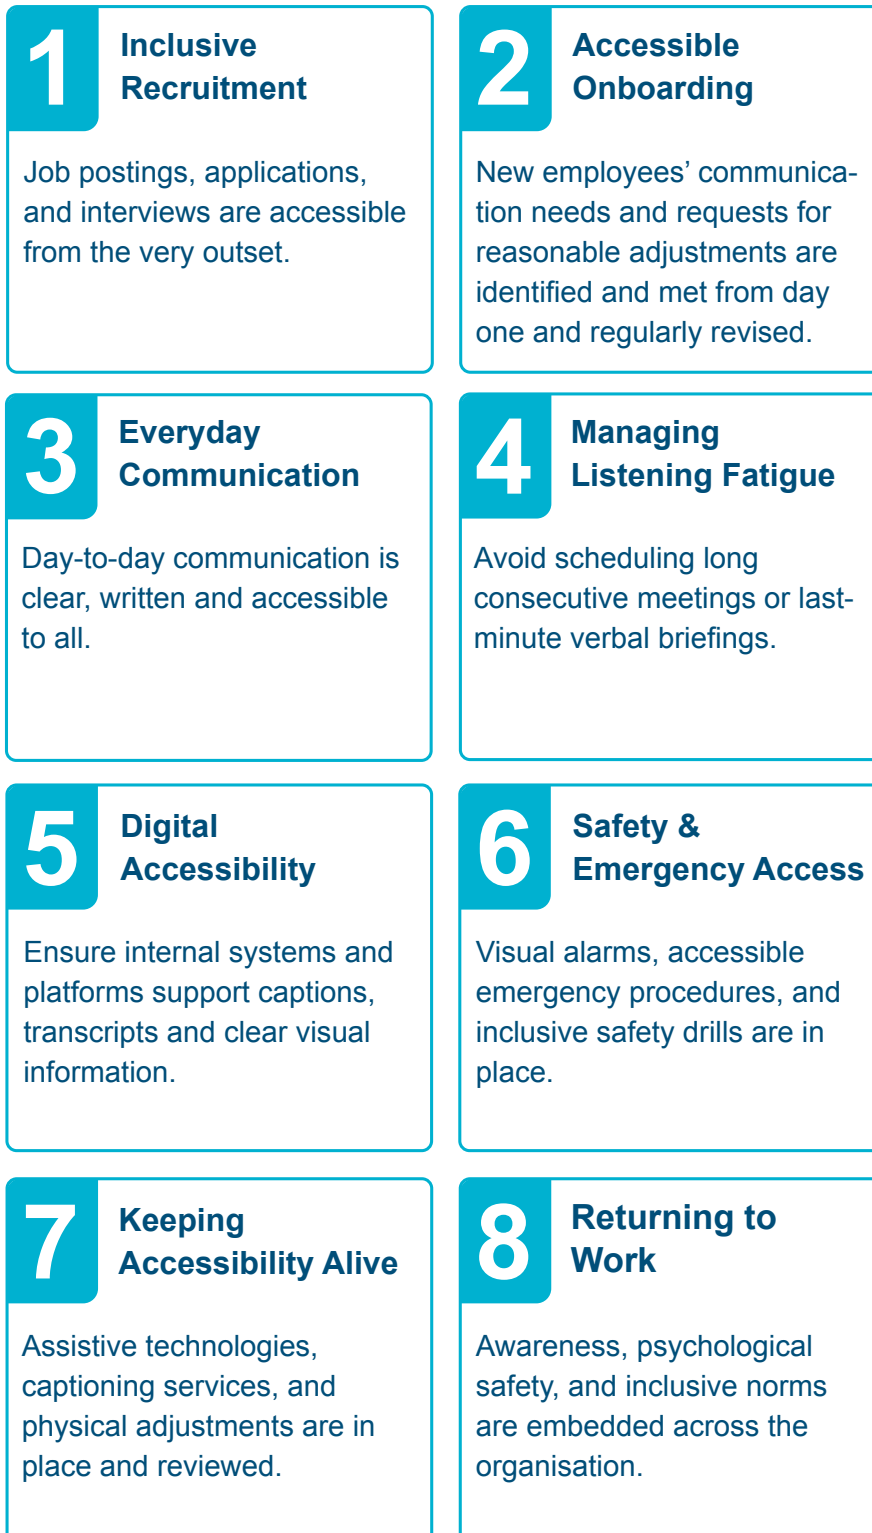 1
Inclusive
Recruitment
Job postings, applications,
and interviews are accessible
from the very outset.
2
Accessible
Onboarding
New employees’ communica-
tion needs and requests for
reasonable adjustments are
identified and met from day
one and regularly revised.
3
Everyday
Communication
Day-to-day communication is
clear, written and accessible
to all.
4
Managing
Listening Fatigue
Avoid scheduling long
consecutive meetings or last-
minute verbal briefings.
5
Digital
Accessibility
Ensure internal systems and
platforms support captions,
transcripts and clear visual
information.
6
Safety &
Emergency Access
Visual alarms, accessible
emergency procedures, and
inclusive safety drills are in
place.
7
Keeping
Accessibility Alive
Assistive technologies,
captioning services, and
physical adjustments are in
place and reviewed.
8
Returning to
Work
Awareness, psychological
safety, and inclusive norms
are embedded across the
organisation.